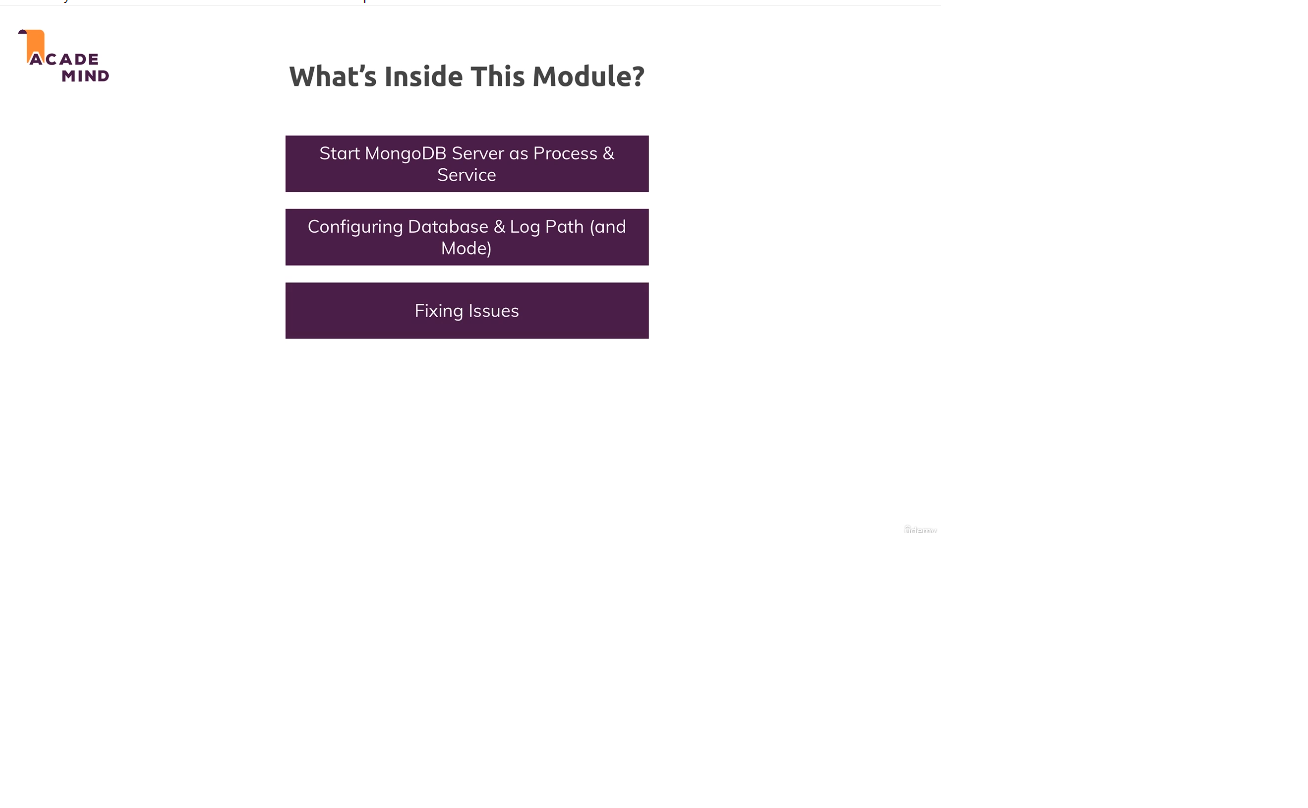 ACADE
MIND
What's Inside This Module?
Start MongoDB Server as Process &
Service
Configuring Database & Log Path (and
Mode)
Fixing Issues